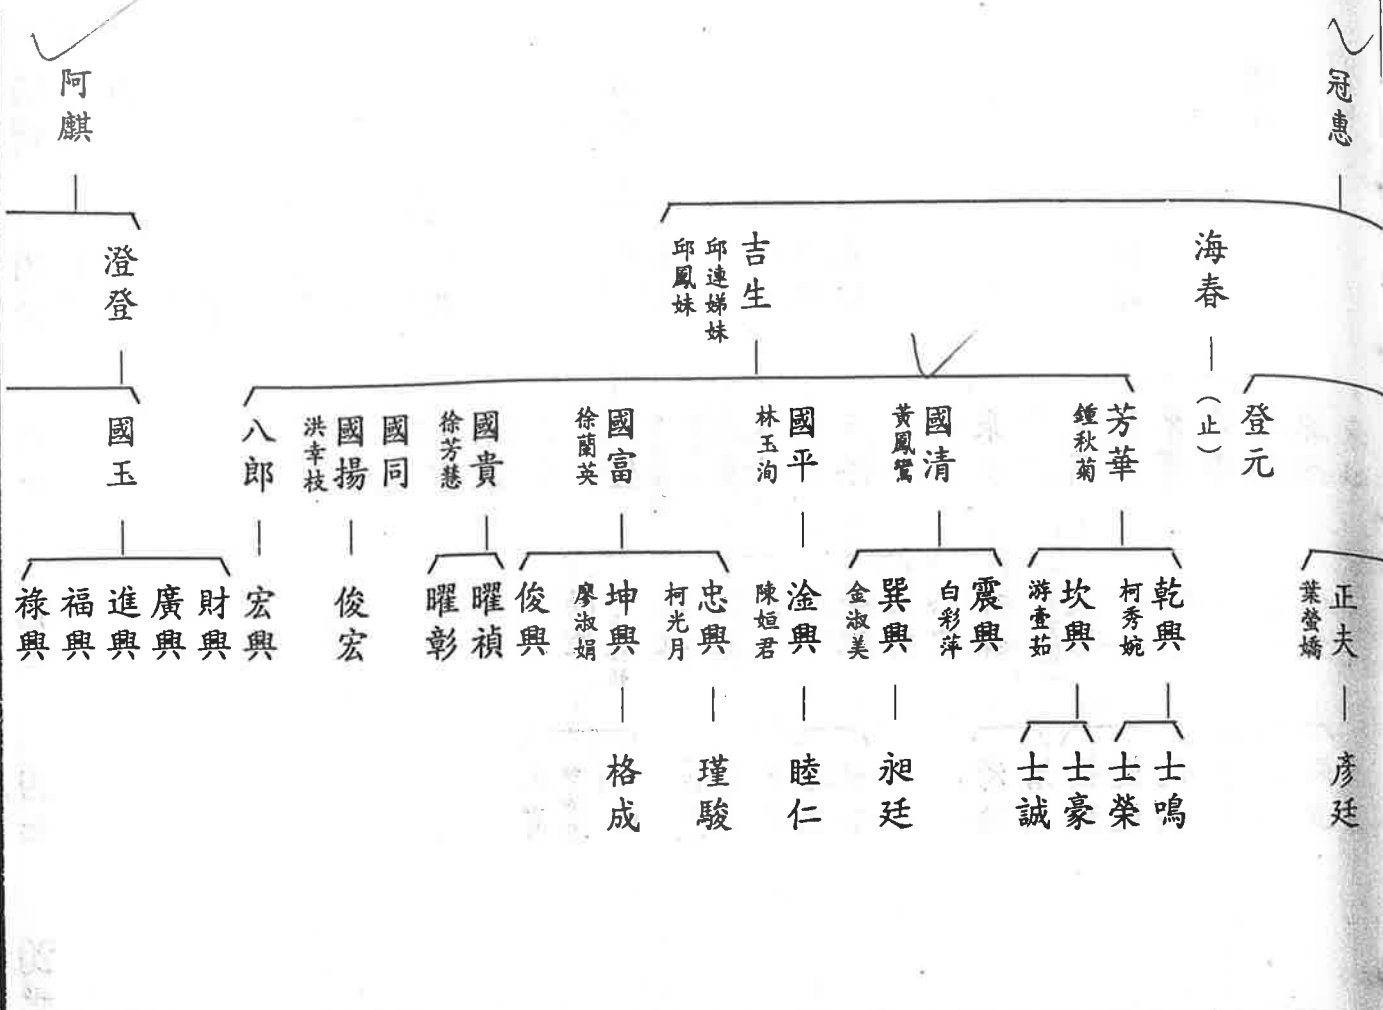 冠惠
阿麒
海春
吉生
邱連娣妹
邱鳳妹
澄登
登元
（止）
芳華
鍾秋菊
國清
黃鳳鸞
國平
林玉洵
國富
徐蘭英
國貴
徐芳慧
國同
國揚
洪幸枝
八郎
國玉
正夫
葉螢嬌
乾興
柯秀婉
坎興
游壹茹
震興
白彩萍
巽興
金淑美
淦興
陳姮君
忠興
柯光月
坤興
廖淑娟
俊興
曜禎
曜彰
俊宏
宏興
財興
廣興
進興
福興
祿興
彥廷
士鳴
士榮
士豪
士誠
昶廷
睦仁
瑾駿
格成